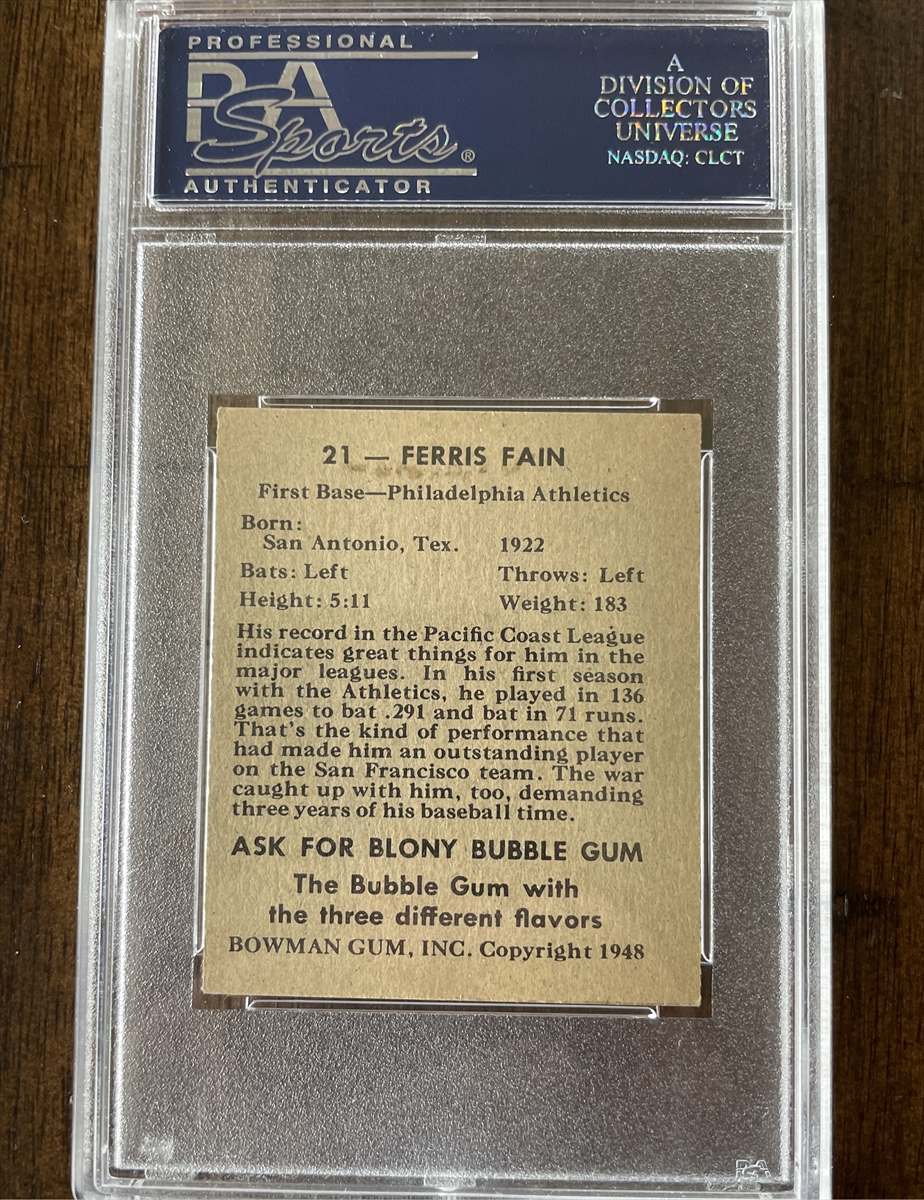 PROFESSIONAL
PSA
Sports®
AUTHENTICATOR
A
DIVISION OF
COLLECTORS
UNIVERSE
NASDAQ: CLCT
21 — FERRIS FAIN
First Base—Philadelphia Athletics
Born:
San Antonio, Tex. 1922
Bats: Left Throws: Left
Height: 5:11 Weight: 183
His record in the Pacific Coast League
indicates great things for him in the
major leagues. In his first season
with the Athletics, he played in 136
games to bat .291 and bat in 71 runs.
That's the kind of performance that
had made him an outstanding player
on the San Francisco team. The war
caught up with him, too, demanding
three years of his baseball time.
ASK FOR BLONY BUBBLE GUM
The Bubble Gum with
the three different flavors
BOWMAN GUM, INC. Copyright 1948
PSA